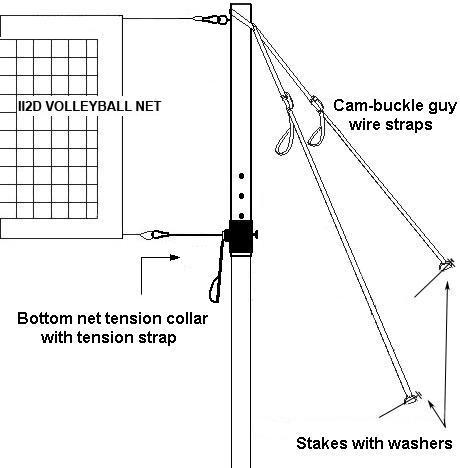 II2D VOLLEYBALL NET
Cam-buckle guy
wire straps
Bottom net tension collar
with tension strap
Stakes with washers